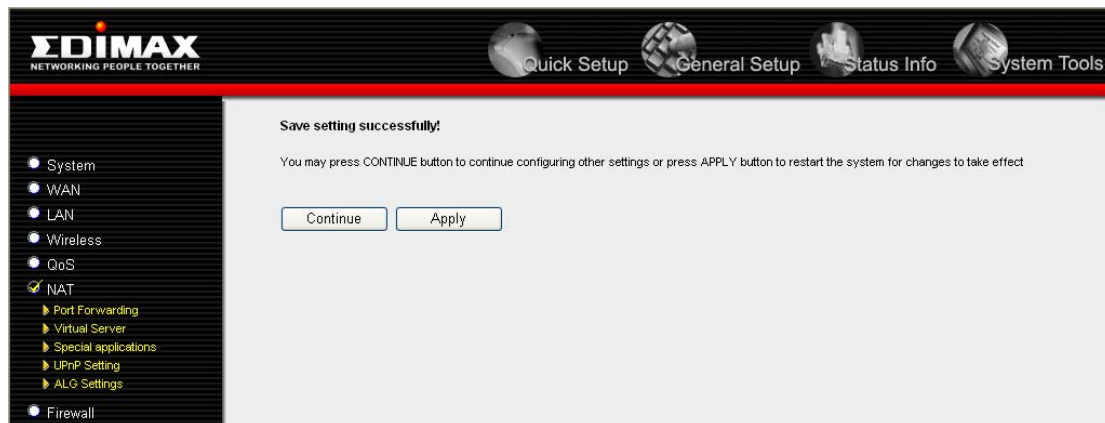 EDIMAX
NETWORKING PEOPLE TOGETHER
Quick Setup
General Setup
Status Info
System Tools
System
WAN
LAN
Wireless
QoS
NAT
Port Forwarding
Virtual Server
Special applications
UPnP Setting
ALG Settings
Firewall
Save setting successfully!
You may press CONTINUE button to continue configuring other settings or press APPLY button to restart the system for changes to take effect
Continue
Apply